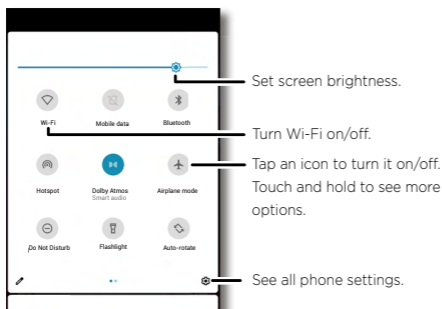 Set screen brightness.
Wi-Fi Mobile data Bluetooth
Turn Wi-Fi on/off.
Tap an icon to turn it on/off.
Touch and hold to see more
options.
Hotspot Dolby Atmos Airplane mode
Smart audio
Do Not Disturb Flashlight Auto-rotate
See all phone settings.